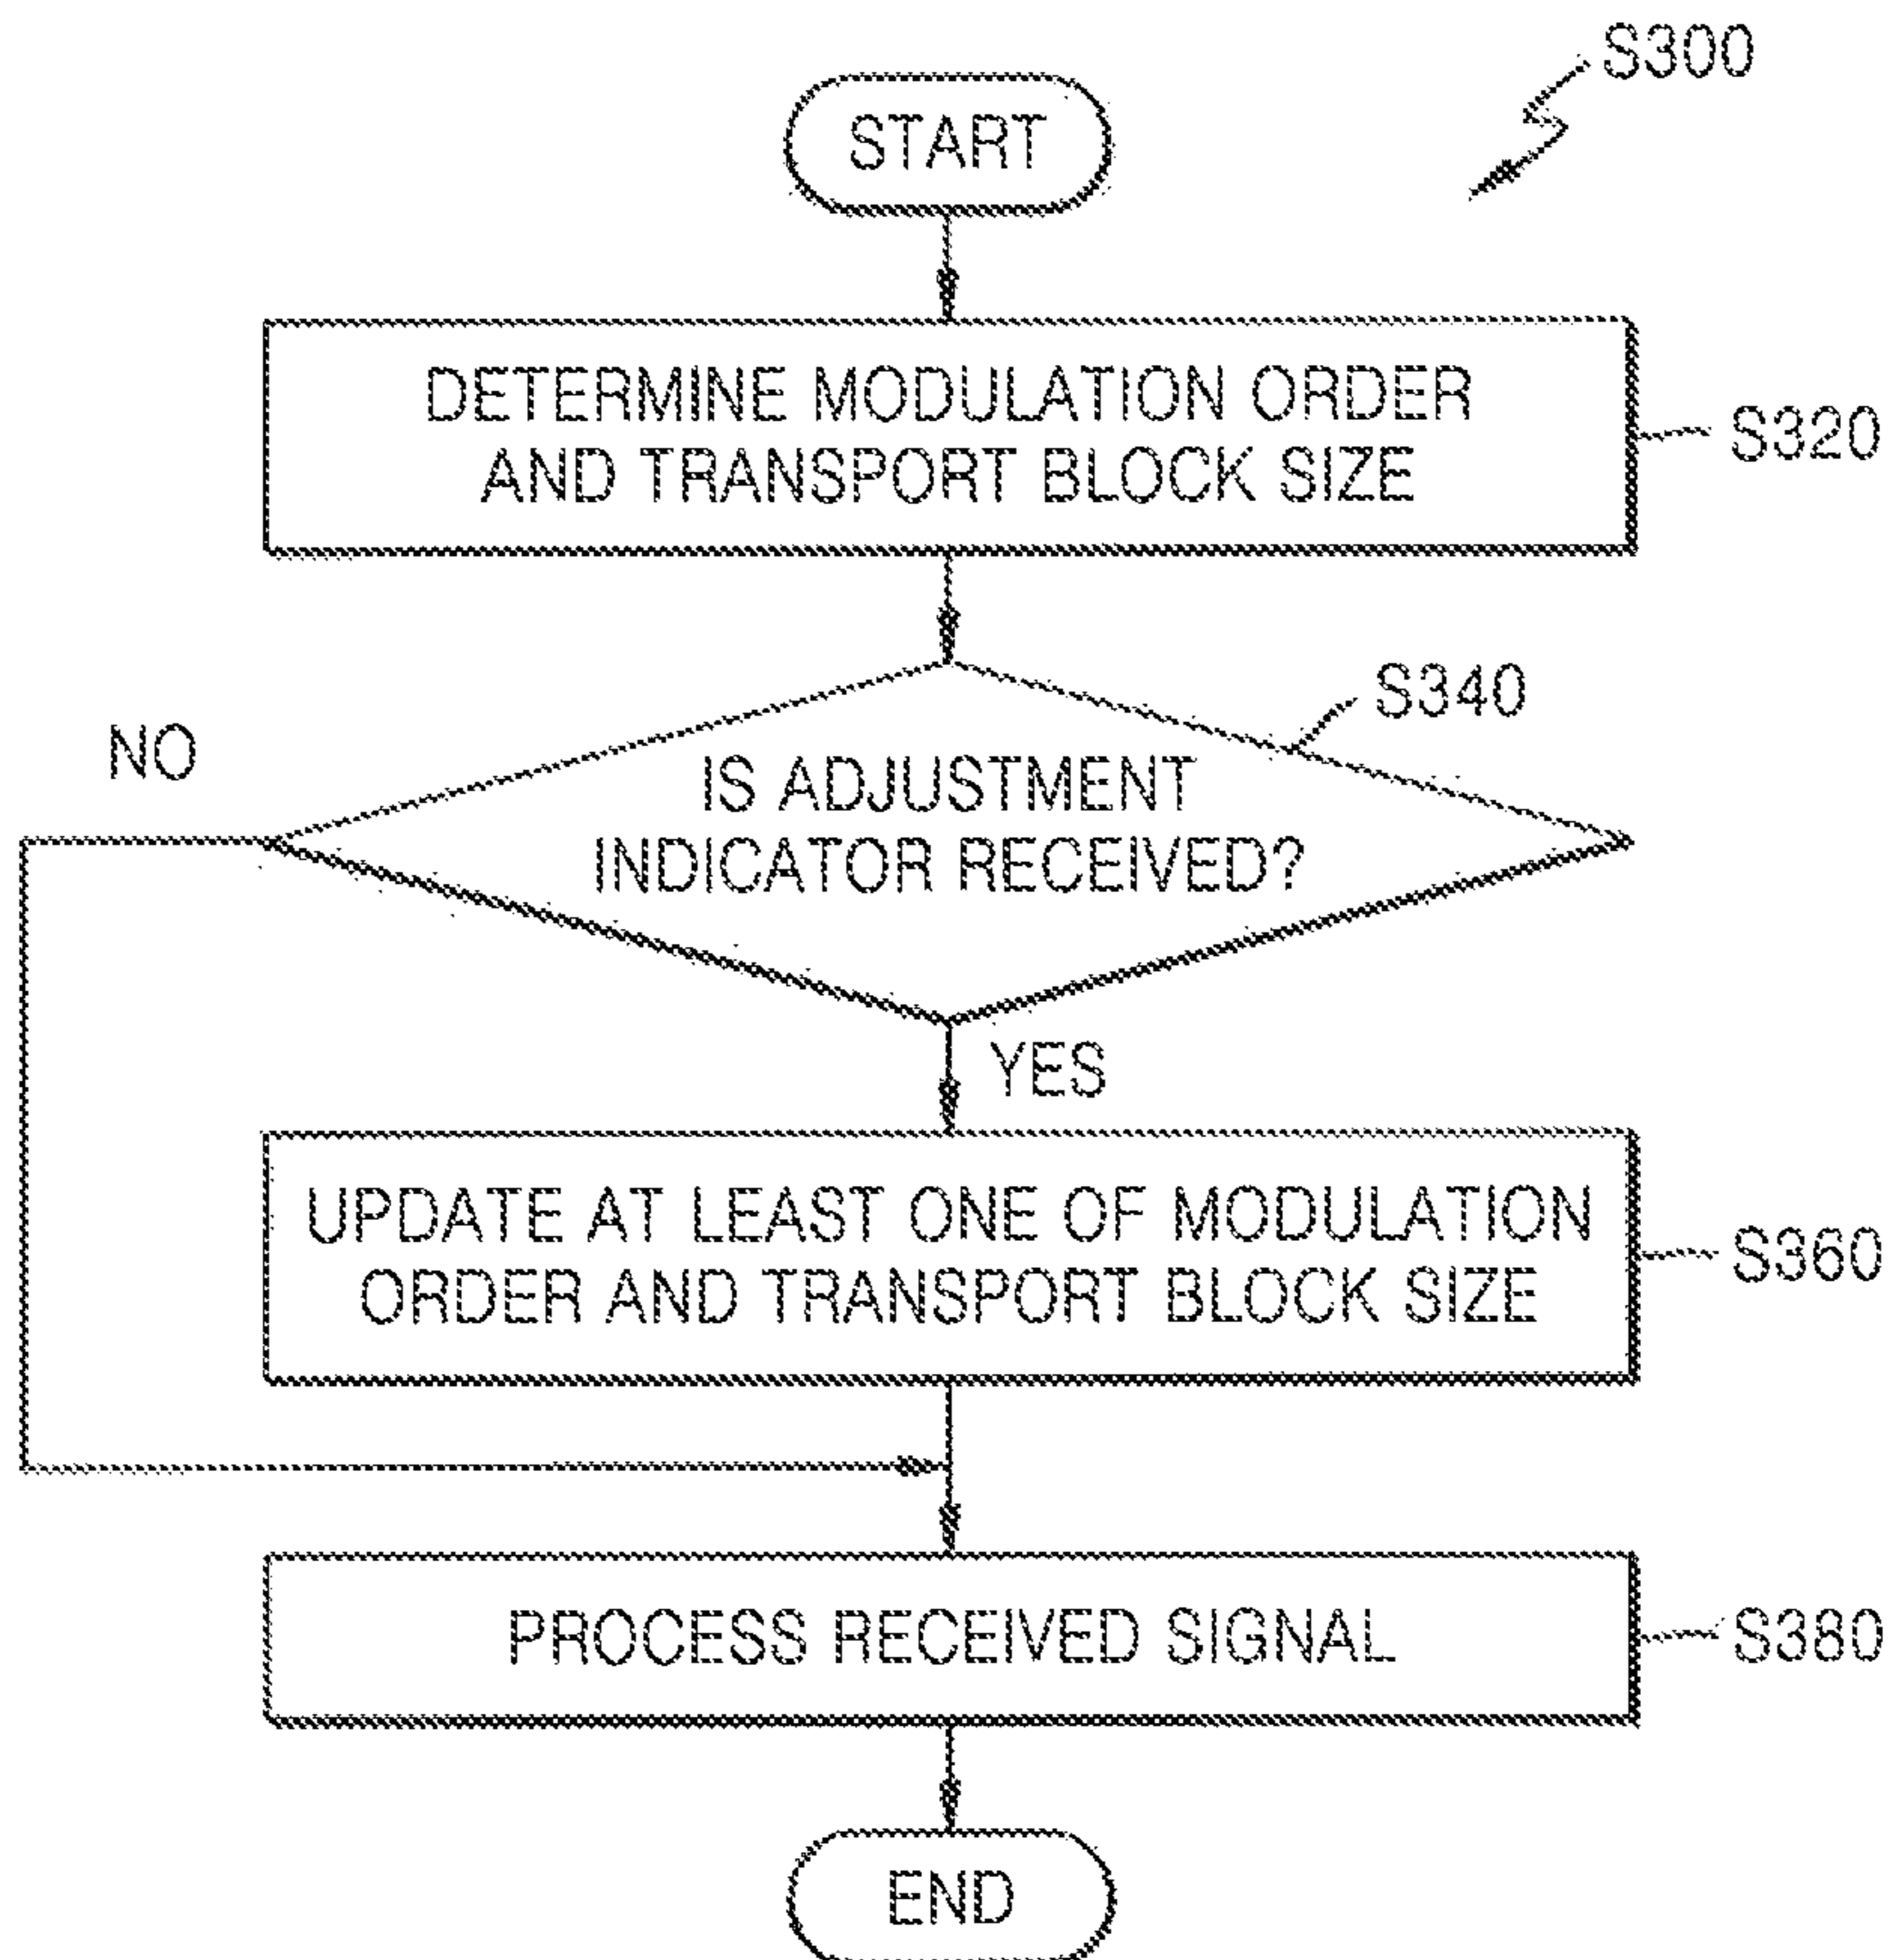 S300
START
DETERMINE MODULATION ORDER
AND TRANSPORT BLOCK SIZE
S320
S340
NO
IS ADJUSTMENT
INDICATOR RECEIVED?
YES
UPDATE AT LEAST ONE OF MODULATION
ORDER AND TRANSPORT BLOCK SIZE
S360
PROCESS RECEIVED SIGNAL
S380
END